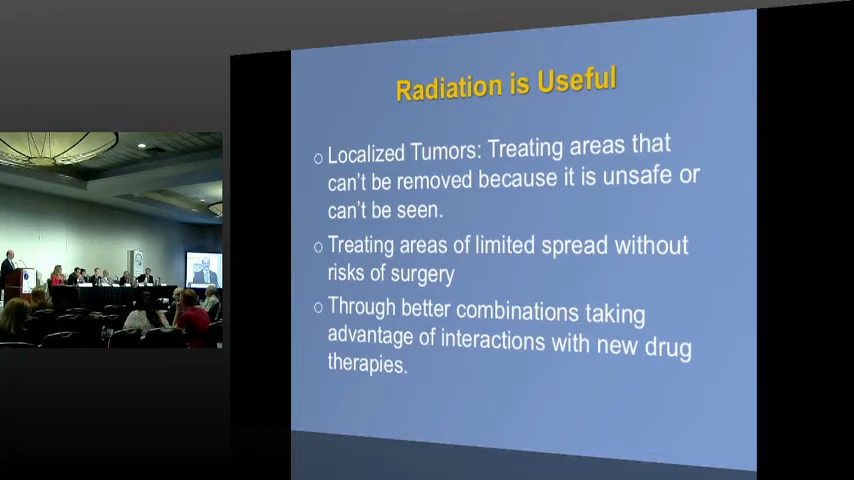 Radiation is Useful
Localized Tumors: Treating areas that
can't be removed because it is unsafe or
can't be seen.
Treating areas of limited spread without
risks of surgery
Through better combinations taking
advantage of interactions with new drug
therapies.